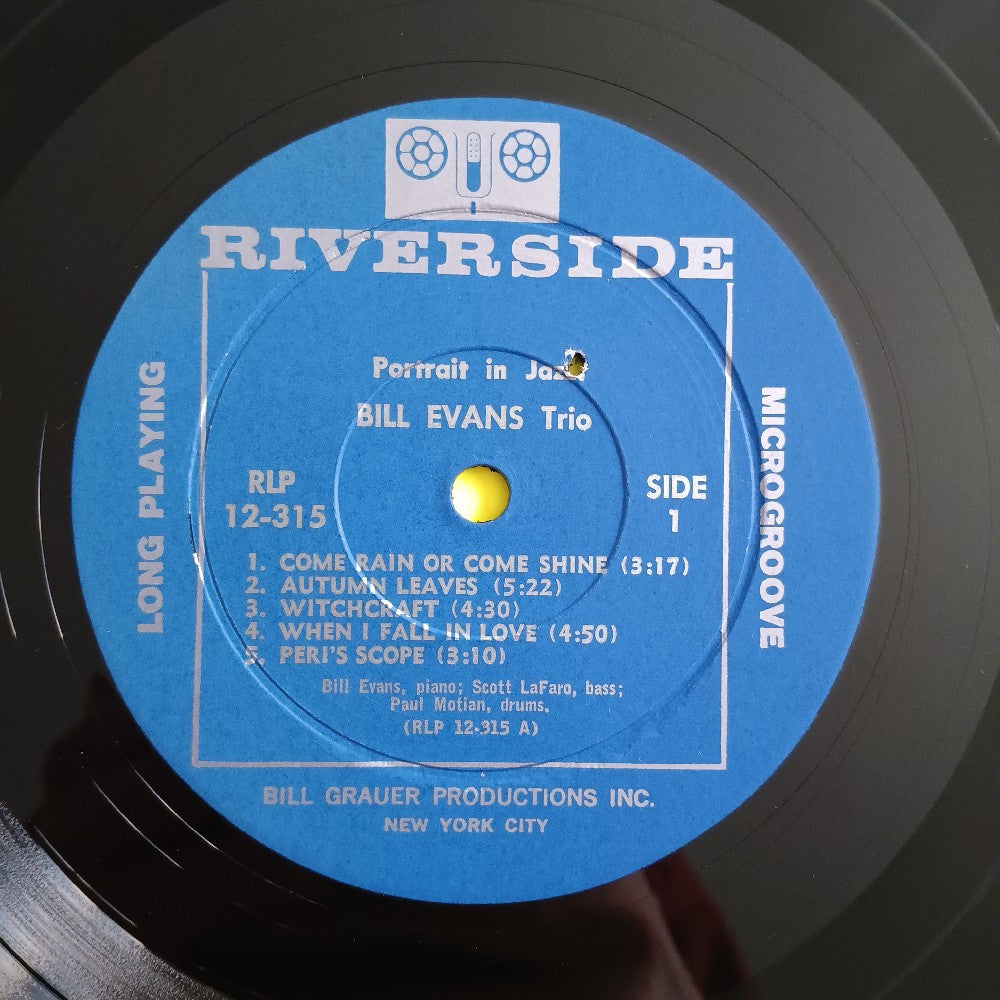 RIVERSIDE
LONG PLAYING
MICROGROOVE
Portrait in Jazz
BILL EVANS Trio
RLP
12-315
SIDE
1
1. COME RAIN OR COME SHINE (3:17)
2. AUTUMN LEAVES (5:22)
3. WITCHCRAFT (4:30)
4. WHEN I FALL IN LOVE (4:50)
5. PERI'S SCOPE (3:10)
Bill Evans, piano; Scott LaFaro, bass;
Paul Motian, drums.
(RLP 12-315 A)
BILL GRAUER PRODUCTIONS INC.
NEW YORK CITY